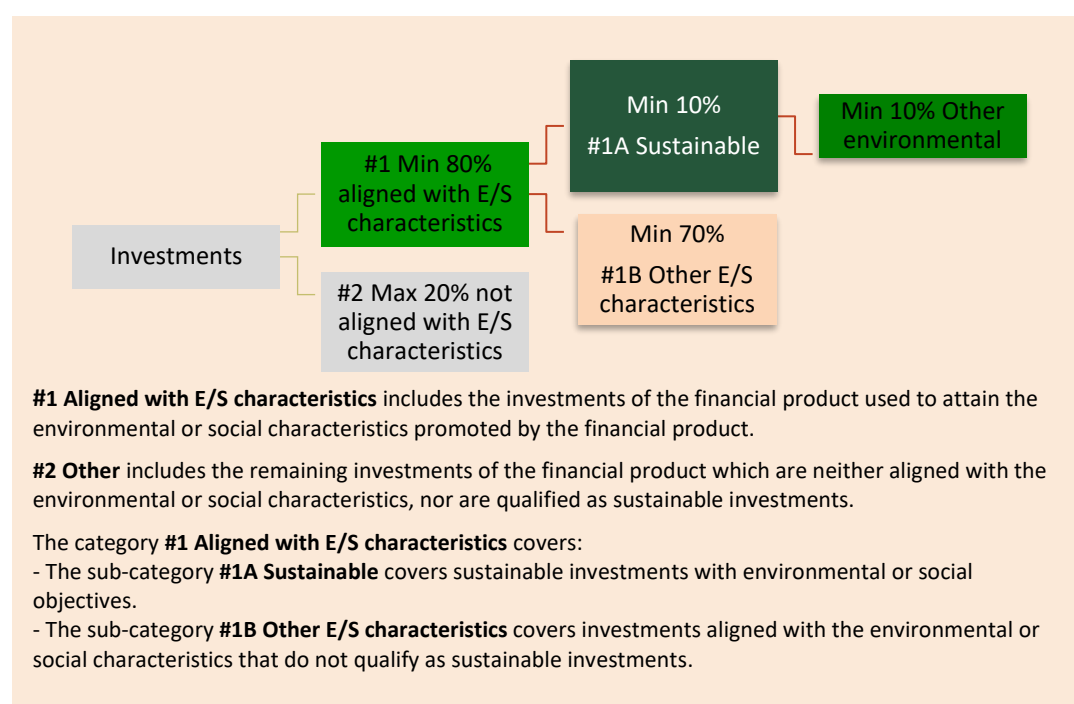 Investments
#1 Min 80%
aligned with E/S
characteristics
#2 Max 20% not
aligned with E/S
characteristics
Min 10%
#1A Sustainable
Min 70%
#1B Other E/S
characteristics
Min 10% Other
environmental
#1 Aligned with E/S characteristics includes the investments of the financial product used to attain the
environmental or social characteristics promoted by the financial product.
#2 Other includes the remaining investments of the financial product which are neither aligned with the
environmental or social characteristics, nor are qualified as sustainable investments.
The category #1 Aligned with E/S characteristics covers:
- The sub-category #1A Sustainable covers sustainable investments with environmental or social
objectives.
- The sub-category #1B Other E/S characteristics covers investments aligned with the environmental or
social characteristics that do not qualify as sustainable investments.